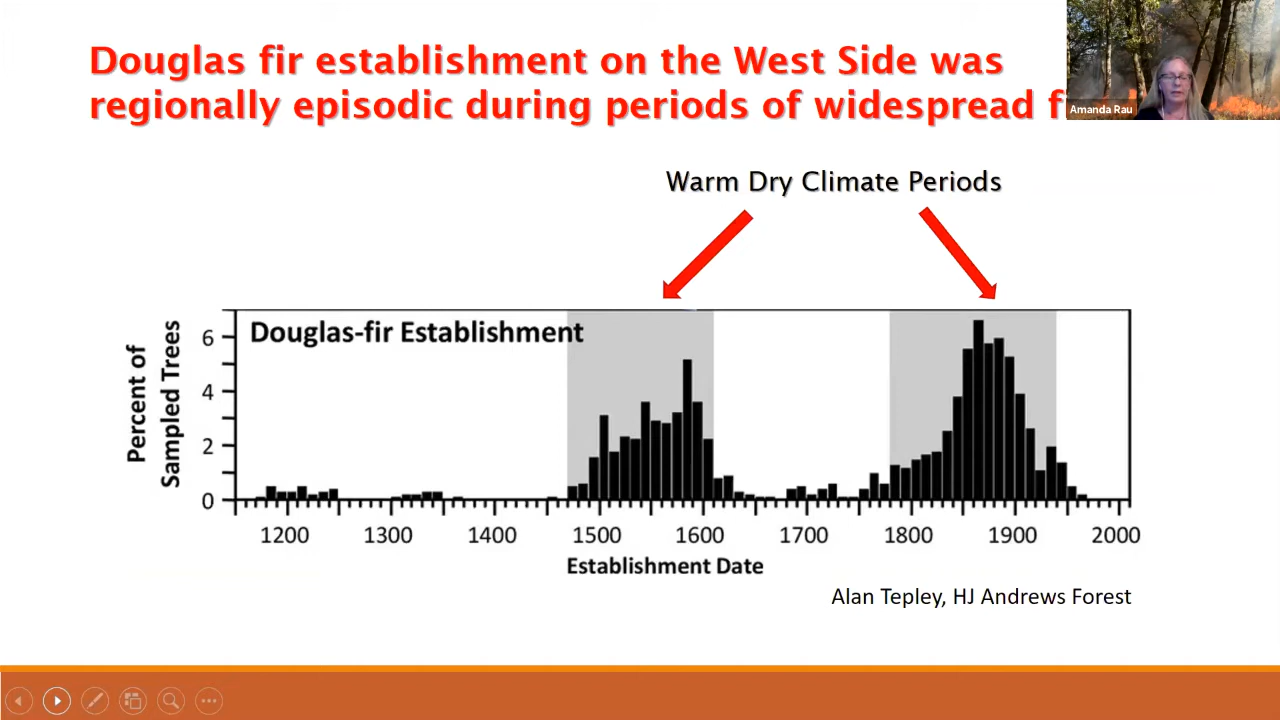 Douglas fir establishment on the West Side was
regionally episodic during periods of widespread
Amanda Rau
Warm Dry Climate Periods
Douglas-fir Establishment
Percent of
Sampled Trees
6
4
2
0
1200 1300 1400 1500 1600 1700 1800 1900 2000
Establishment Date
Alan Tepley, HJ Andrews Forest